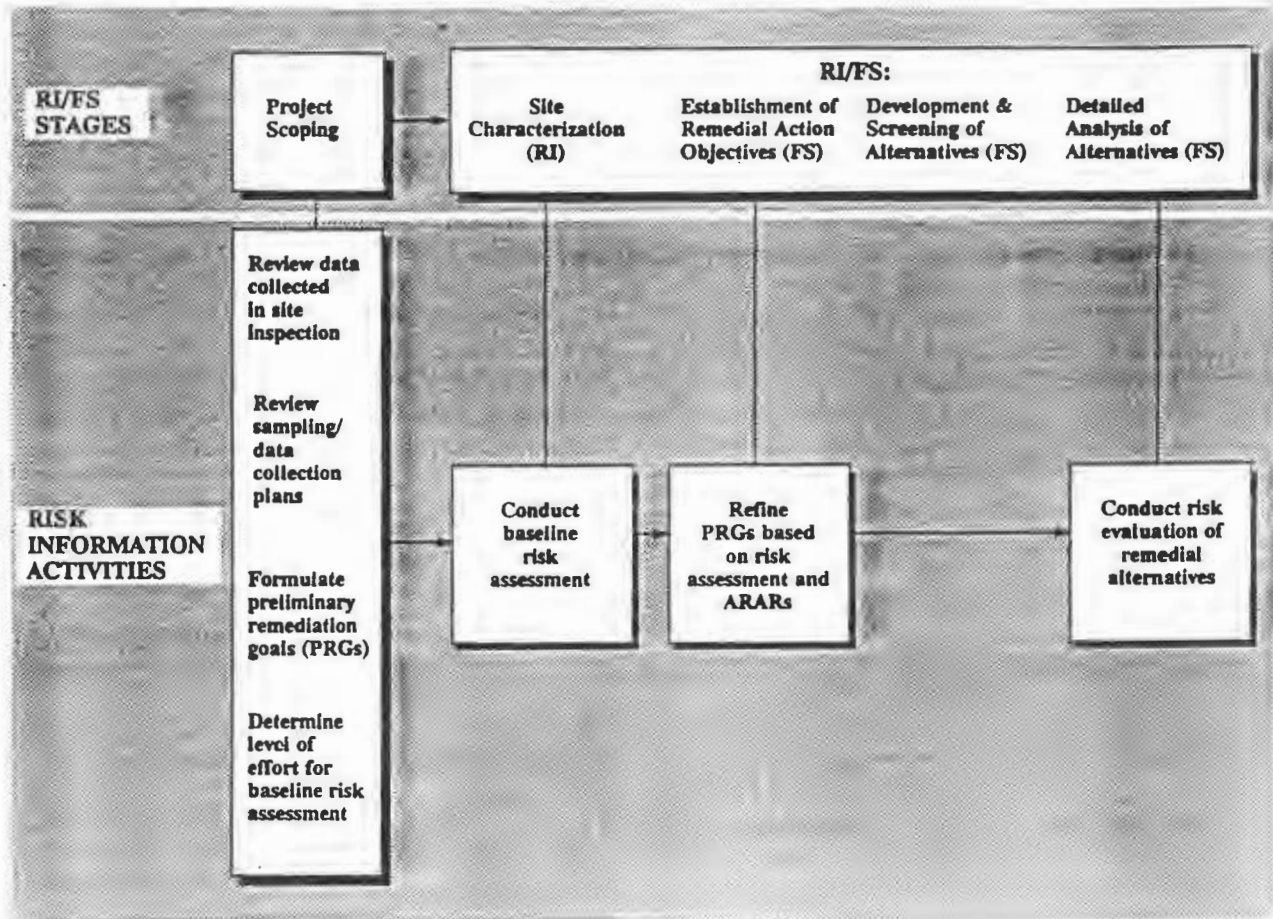 RI/FS
STAGES
Project
Scoping
RI/FS:
Site
Characterization
(RI)
Establishment of
Remedial Action
Objectives (FS)
Development &
Screening of
Alternatives (FS)
Detailed
Analysis of
Alternatives (FS)
RISK
INFORMATION
ACTIVITIES
Review data
collected
in site
inspection
Review
sampling/
data
collection
plans
Formulate
preliminary
remediation
goals (PRGs)
Determine
level of
effort for
baseline risk
assessment
Conduct
baseline
risk
assessment
Refine
PRGs based
on risk
assessment and
ARARs
Conduct risk
evaluation of
remedial
alternatives